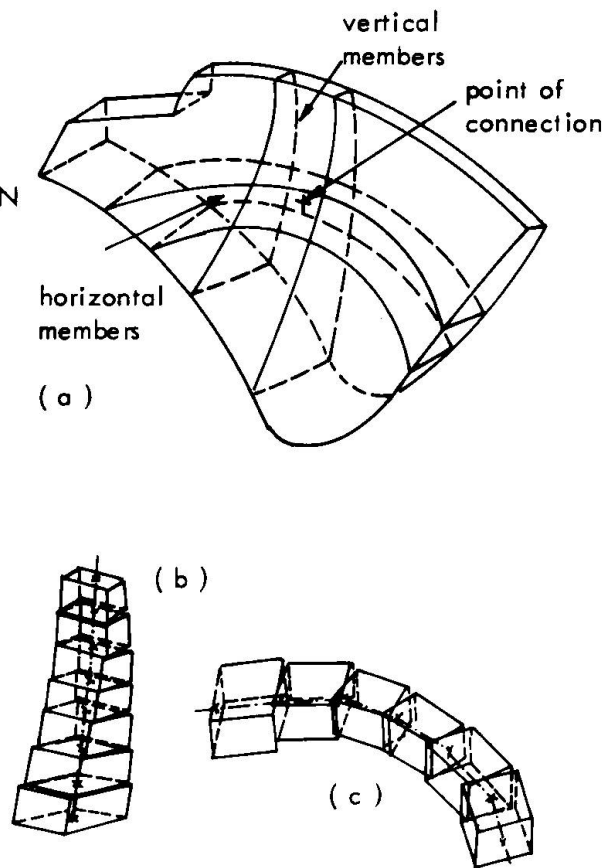 vertical
members
point of
connection
N
horizontal
members
( a )
( b )
( c )